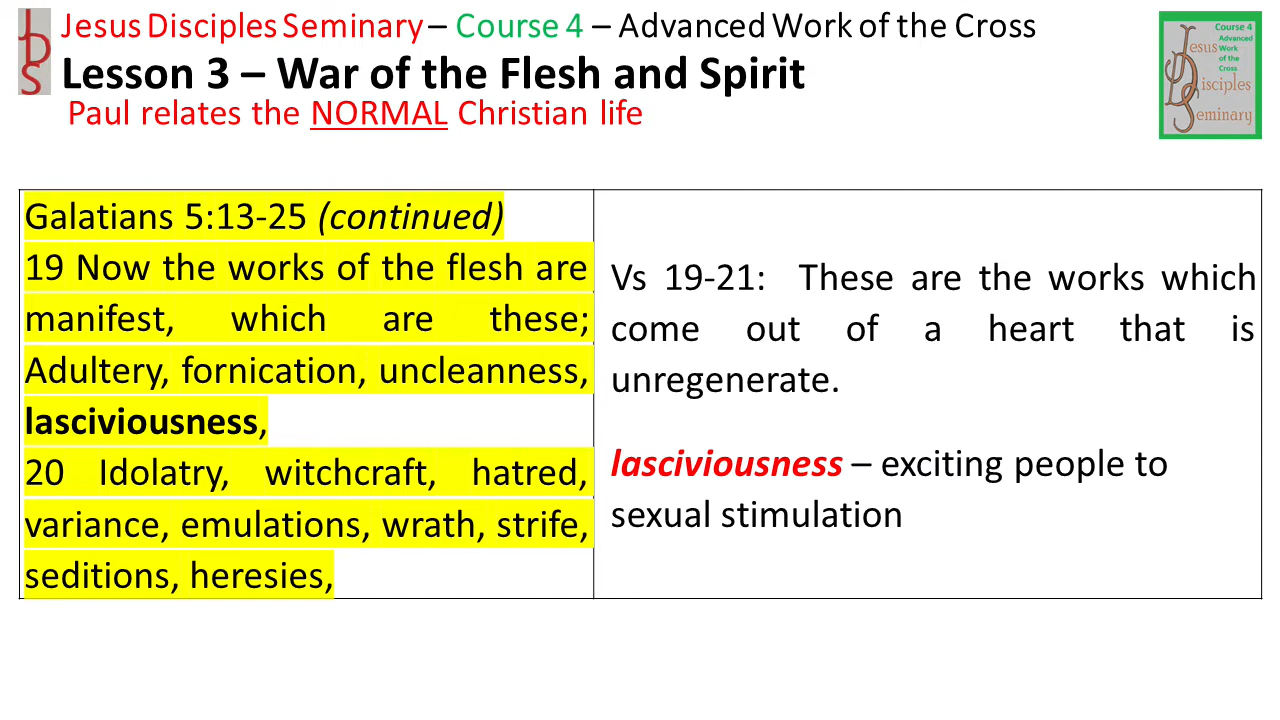 JDS
Jesus Disciples Seminary – Course 4 – Advanced Work of the Cross
Lesson 3 – War of the Flesh and Spirit
Paul relates the NORMAL Christian life
Course 4
Advanced
Work
of the
Cross
Jesus
Disciples
Seminary
Galatians 5:13-25 (continued)
19 Now the works of the flesh are
manifest, which are these;
Adultery, fornication, uncleanness,
lasciviousness,
20 Idolatry, witchcraft, hatred,
variance, emulations, wrath, strife,
seditions, heresies,
Vs 19-21: These are the works which
come out of a heart that is
unregenerate.
lasciviousness – exciting people to
sexual stimulation